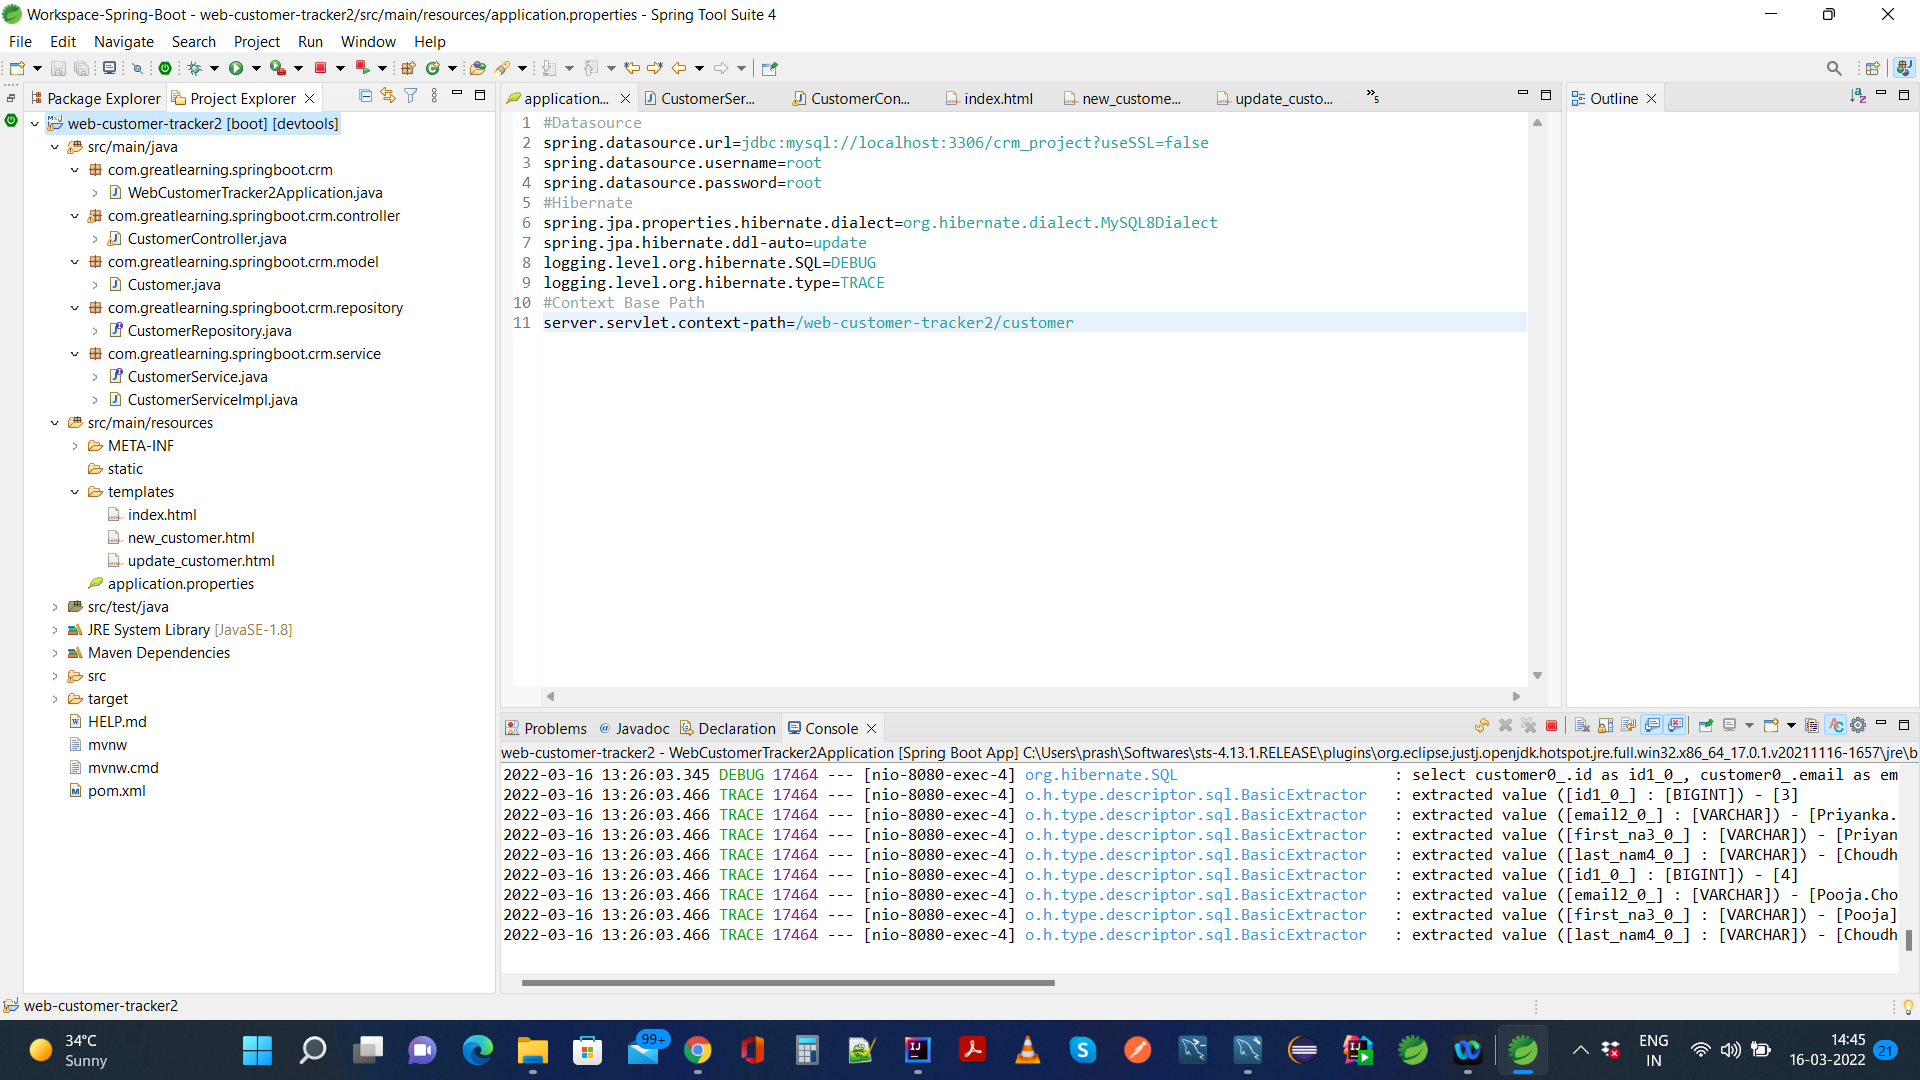 Workspace-Spring-Boot - web-customer-tracker2/src/main/resources/application.properties - Spring Tool Suite 4
File Edit Navigate Search Project Run Window Help
Package Explorer Project Explorer
web-customer-tracker2 [boot] [devtools]
src/main/java
com.greatlearning.springboot.crm
WebCustomerTracker2Application.java
com.greatlearning.springboot.crm.controller
CustomerController.java
com.greatlearning.springboot.crm.model
Customer.java
com.greatlearning.springboot.crm.repository
CustomerRepository.java
com.greatlearning.springboot.crm.service
CustomerService.java
CustomerServiceImpl.java
src/main/resources
META-INF
static
templates
index.html
new_customer.html
update_customer.html
application.properties
src/test/java
JRE System Library [JavaSE-1.8]
Maven Dependencies
src
target
HELP.md
mvnw
mvnw.cmd
pom.xml
application... CustomerSer... CustomerCon... index.html new_custome... update_custo... »5
1 #Datasource
2 spring.datasource.url=jdbc:mysql://localhost:3306/crm_project?useSSL=false
3 spring.datasource.username=root
4 spring.datasource.password=root
5 #Hibernate
6 spring.jpa.properties.hibernate.dialect=org.hibernate.dialect.MySQL8Dialect
7 spring.jpa.hibernate.ddl-auto=update
8 logging.level.org.hibernate.SQL=DEBUG
9 logging.level.org.hibernate.type=TRACE
10 #Context Base Path
11 server.servlet.context-path=/web-customer-tracker2/customer
Outline
Problems Javadoc Declaration Console
web-customer-tracker2 - WebCustomerTracker2Application [Spring Boot App] C:\Users\prash\Softwares\sts-4.13.1.RELEASE\plugins\org.eclipse.justj.openjdk.hotspot.jre.full.win32.x86_64_17.0.1.v20211116-1657\jre\b
2022-03-16 13:26:03.345 DEBUG 17464 --- [nio-8080-exec-4] org.hibernate.SQL : select customer0_.id as id1_0_, customer0_.email as em
2022-03-16 13:26:03.466 TRACE 17464 --- [nio-8080-exec-4] o.h.type.descriptor.sql.BasicExtractor : extracted value ([id1_0_] : [BIGINT]) - [3]
2022-03-16 13:26:03.466 TRACE 17464 --- [nio-8080-exec-4] o.h.type.descriptor.sql.BasicExtractor : extracted value ([email2_0_] : [VARCHAR]) - [Priyanka.
2022-03-16 13:26:03.466 TRACE 17464 --- [nio-8080-exec-4] o.h.type.descriptor.sql.BasicExtractor : extracted value ([first_na3_0_] : [VARCHAR]) - [Priyan
2022-03-16 13:26:03.466 TRACE 17464 --- [nio-8080-exec-4] o.h.type.descriptor.sql.BasicExtractor : extracted value ([last_nam4_0_] : [VARCHAR]) - [Choudh
2022-03-16 13:26:03.466 TRACE 17464 --- [nio-8080-exec-4] o.h.type.descriptor.sql.BasicExtractor : extracted value ([id1_0_] : [BIGINT]) - [4]
2022-03-16 13:26:03.466 TRACE 17464 --- [nio-8080-exec-4] o.h.type.descriptor.sql.BasicExtractor : extracted value ([email2_0_] : [VARCHAR]) - [Pooja.Cho
2022-03-16 13:26:03.466 TRACE 17464 --- [nio-8080-exec-4] o.h.type.descriptor.sql.BasicExtractor : extracted value ([first_na3_0_] : [VARCHAR]) - [Pooja]
2022-03-16 13:26:03.466 TRACE 17464 --- [nio-8080-exec-4] o.h.type.descriptor.sql.BasicExtractor : extracted value ([last_nam4_0_] : [VARCHAR]) - [Choudh
web-customer-tracker2
34°C
Sunny
99+
ENG
IN
14:45
16-03-2022
21